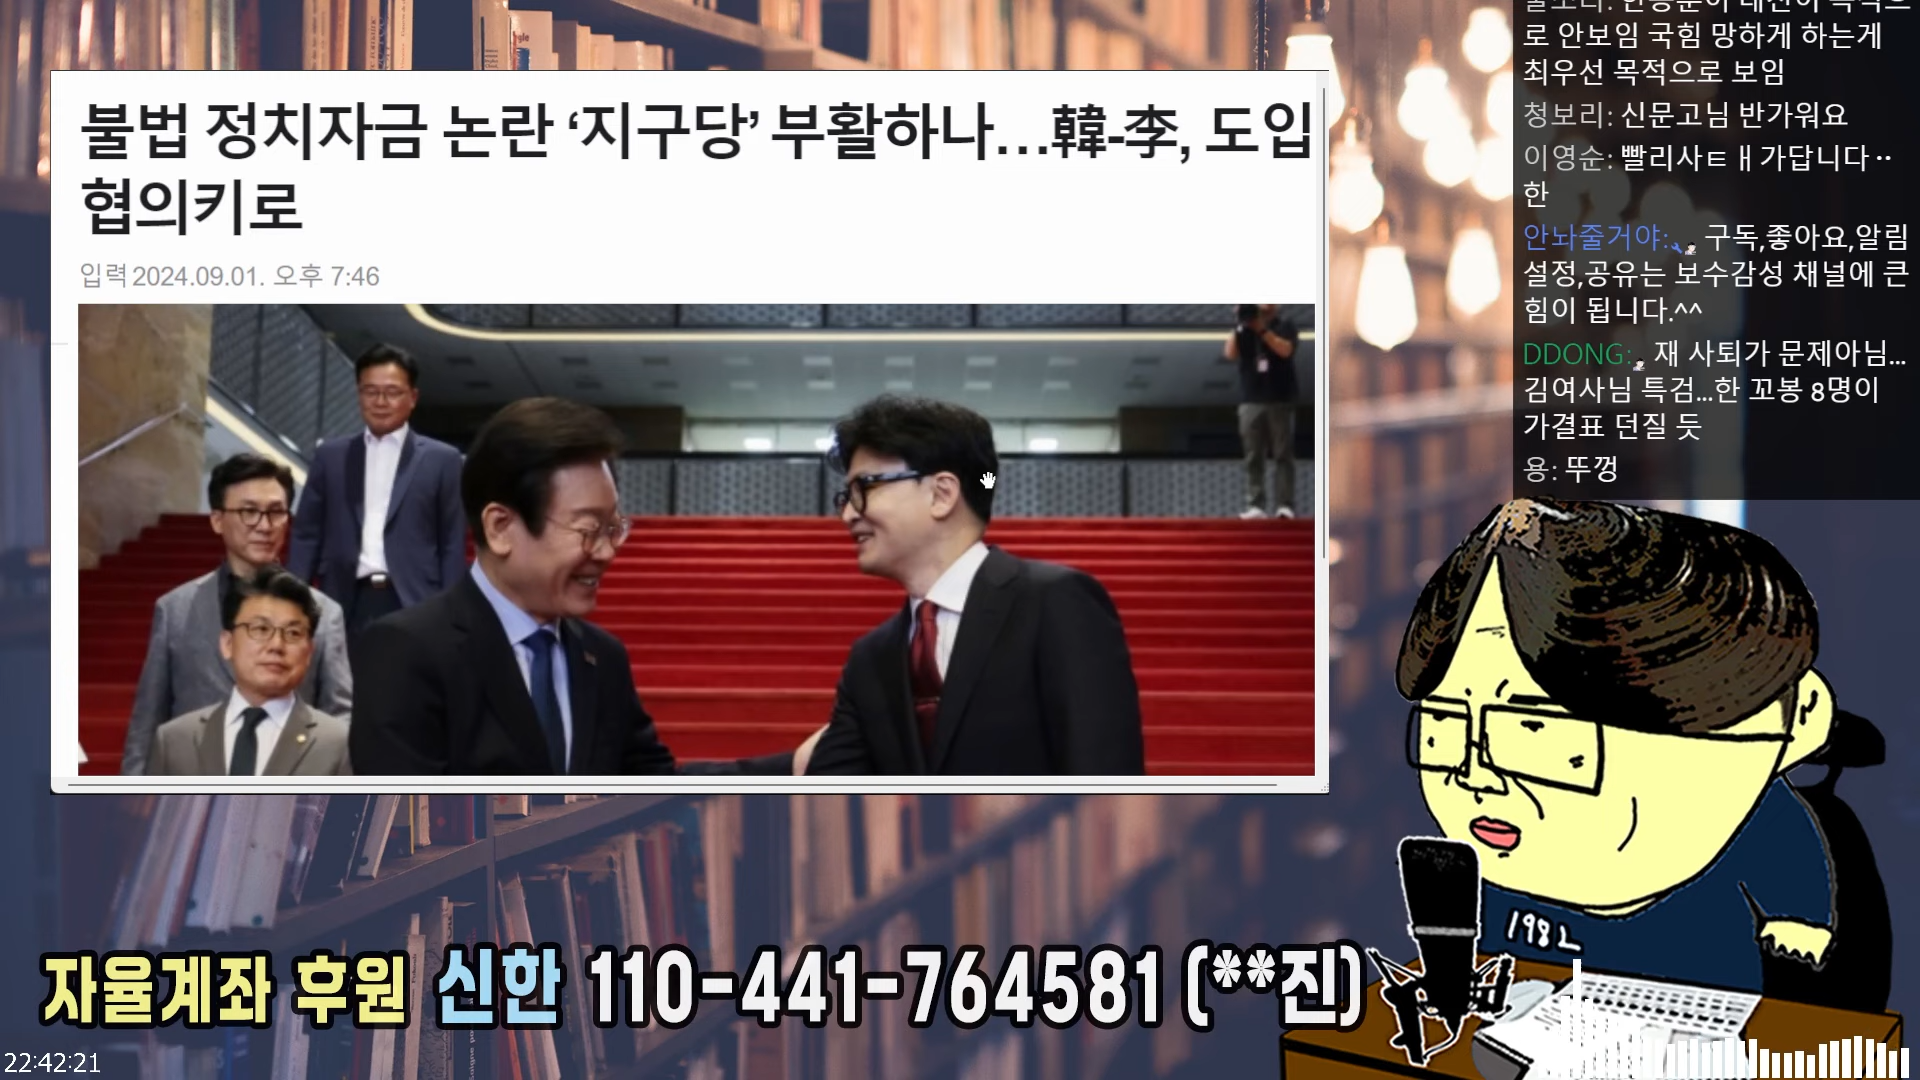 불법 정치자금 논란 ‘지구당’ 부활하나…韓-李, 도입
협의키로
입력 2024.09.01. 오후 7:46
로 안보임 국힘 망하게 하는게
최우선 목적으로 보임
청보리: 신문고님 반가워요
이영순: 빨리사ㅌㅐ가답니다··
한
안놔줄거야: 구독,좋아요,알림
설정,공유는 보수감성 채널에 큰
힘이 됩니다.^^
DDONG: 재 사퇴가 문제아님...
김여사님 특검...한 꼬봉 8명이
가결표 던질 듯
용: 뚜껑
1982
자율계좌 후원 신한 110-441-764581 (**진)
22:42:21